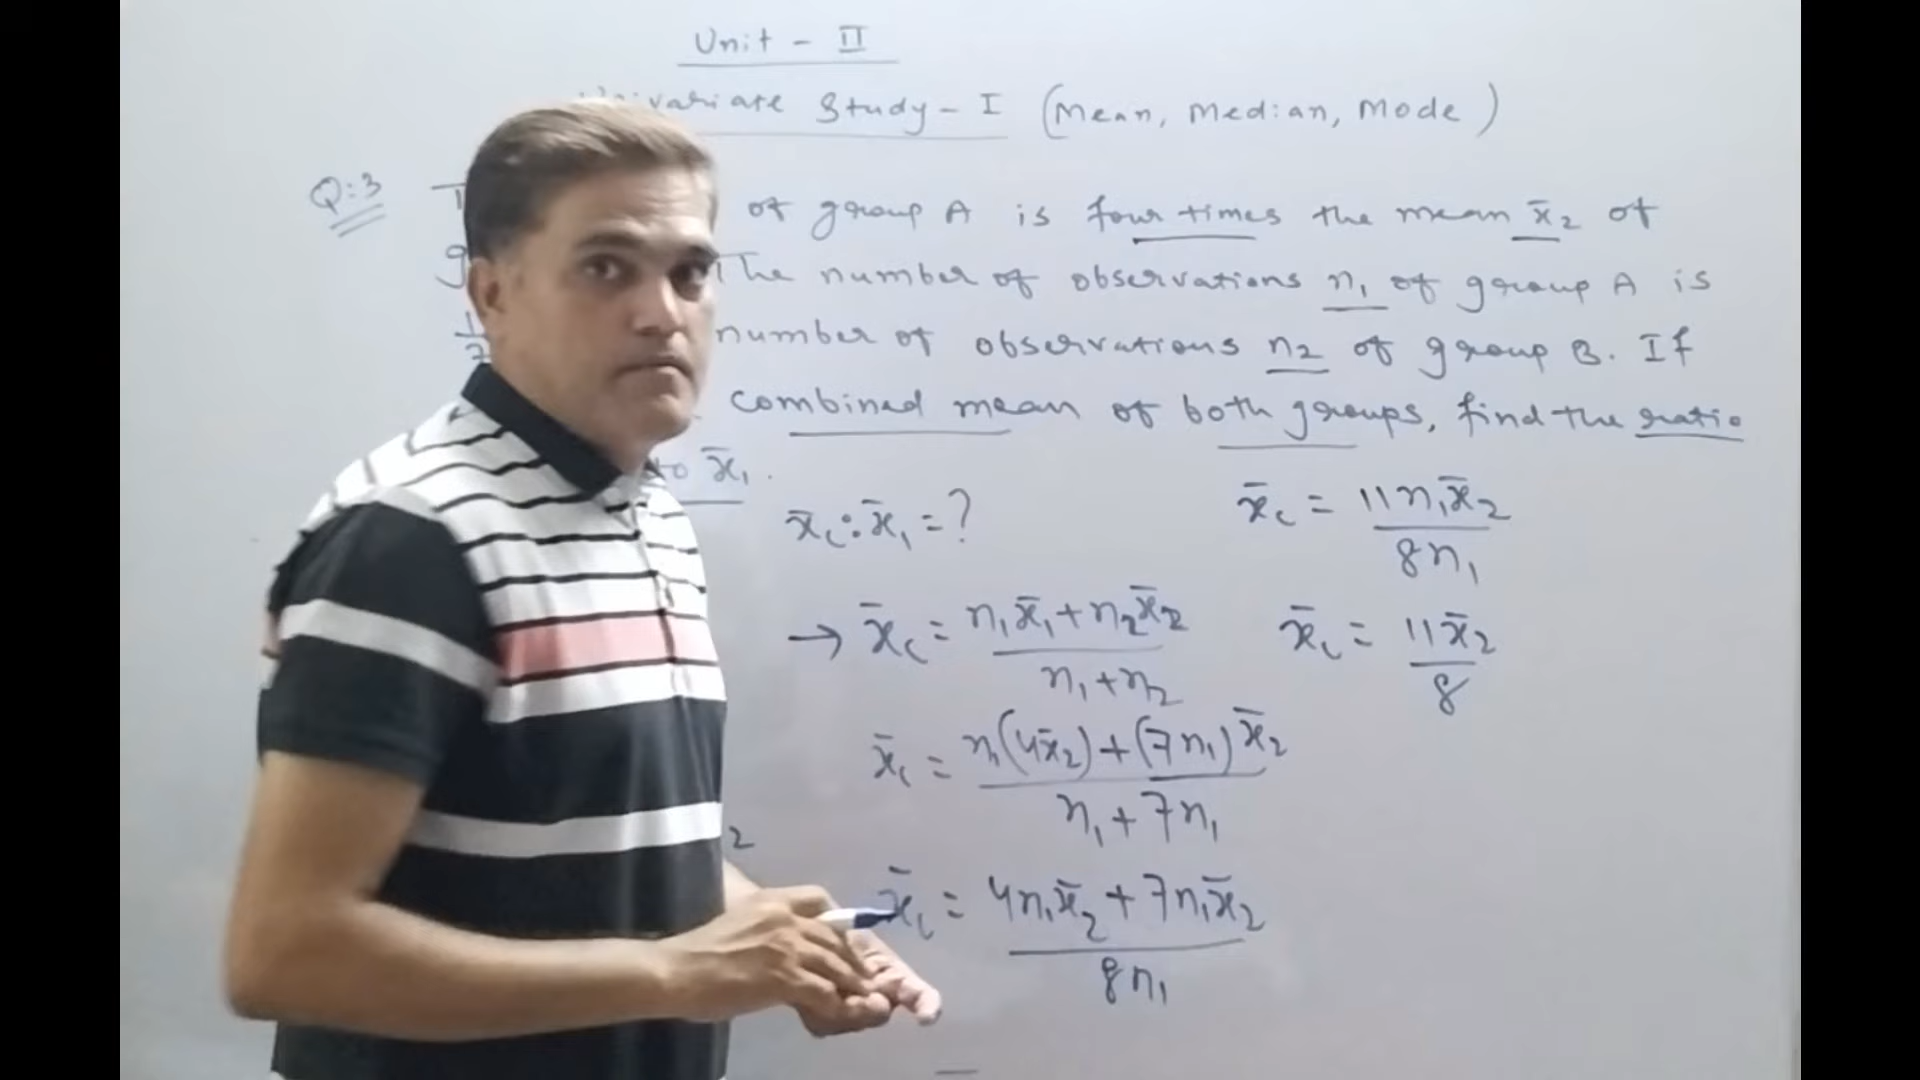 Unit - II
Study - I (Mean, Median, Mode)
Q:3 of group A is four times the mean x̄₂ of
The number of observations n₁ of group A is
number of observations n₂ of group B. If
combined mean of both groups, find the ratio
to x̄₁.
x̄c : x̄₁ = ?
→ x̄c = n₁x̄₁ + n₂x̄₂ / n₁ + n₂
x̄c = n₁(4x̄₂) + (7n₁)x̄₂ / n₁ + 7n₁
2
x̄c = 4n₁x̄₂ + 7n₁x̄₂ / 8n₁
x̄c = 11n₁x̄₂ / 8n₁
x̄c = 11x̄₂ / 8